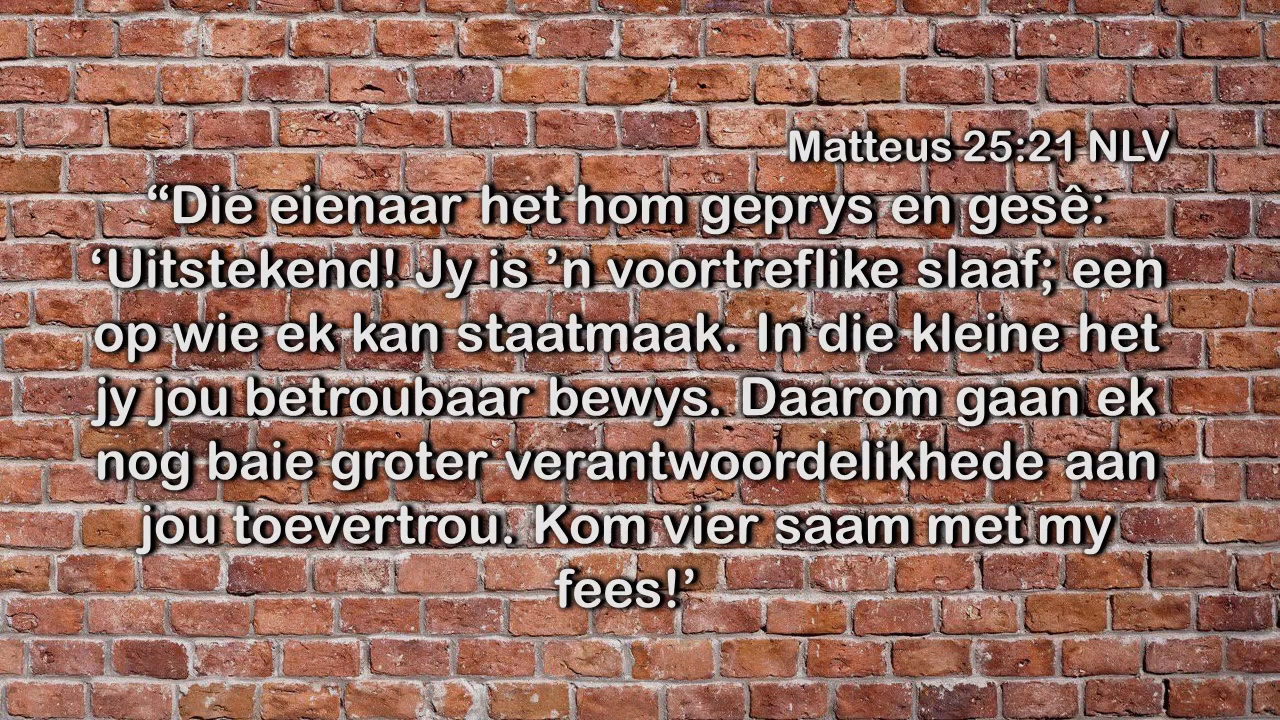 Matteus 25:21 NLV
“Die eienaar het hom geprys en gesê:
‘Uitstekend! Jy is ’n voortreflike slaaf; een
op wie ek kan staatmaak. In die kleine het
jy jou betroubaar bewys. Daarom gaan ek
nog baie groter verantwoordelikhede aan
jou toevertrou. Kom vier saam met my
fees!’